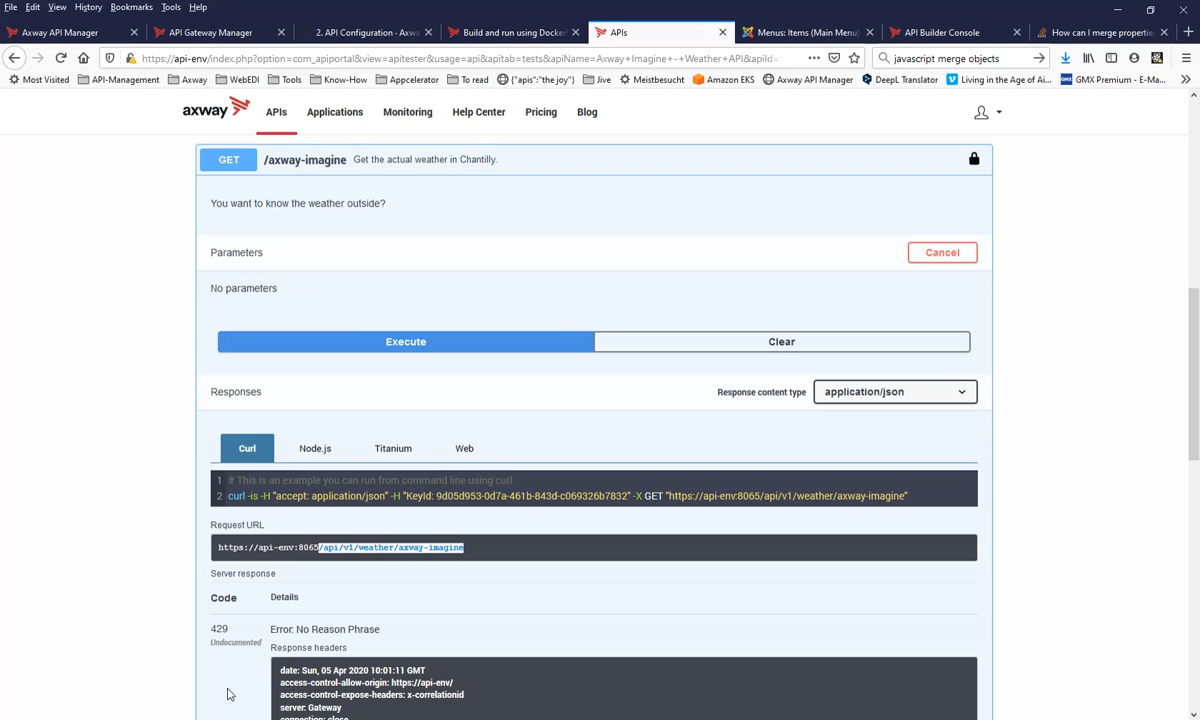 File Edit View History Bookmarks Tools Help
Axway API Manager API Gateway Manager 2. API Configuration - Axwa Build and run using Docker APIs Menus: Items (Main Menu) API Builder Console How can I merge propertie
https://api-env/index.php?option=com_apiportal&view=apitester&usage=api&apitab=tests&apiName=Axway+Imagine+-+Weather+API&apiId= javascript merge objects
Most Visited API-Management Axway WebEDI Tools Know-How Appcelerator To read {"apis":"the joy"} Jive Meistbesucht Amazon EKS Axway API Manager DeepL Translator Living in the Age of Ai... GMX Premium - E-Ma...
axway APIs Applications Monitoring Help Center Pricing Blog
GET /axway-imagine Get the actual weather in Chantilly.
You want to know the weather outside?
Parameters Cancel
No parameters
Execute Clear
Responses Response content type application/json
Curl Node.js Titanium Web
1 # This is an example you can run from command line using curl
2 curl -is -H "accept: application/json" -H "KeyId: 9d05d953-0d7a-461b-843d-c069326b7832" -X GET "https://api-env:8065/api/v1/weather/axway-imagine"
Request URL
https://api-env:8065/api/v1/weather/axway-imagine
Server response
Code Details
429 Error: No Reason Phrase
Undocumented
Response headers
date: Sun, 05 Apr 2020 10:01:11 GMT
access-control-allow-origin: https://api-env/
access-control-expose-headers: x-correlationid
server: Gateway
connection: close